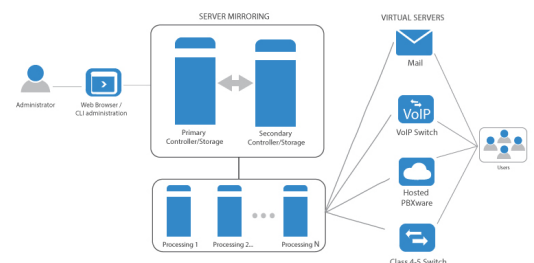 SERVER MIRRORING
VIRTUAL SERVERS
Administrator
Web Browser /
CLI administration
Primary
Controller/Storage
Secondary
Controller/Storage
Processing 1
Processing 2...
Processing N
Mail
VoIP
VoIP Switch
Hosted
PBXware
Class 4-5 Switch
Users